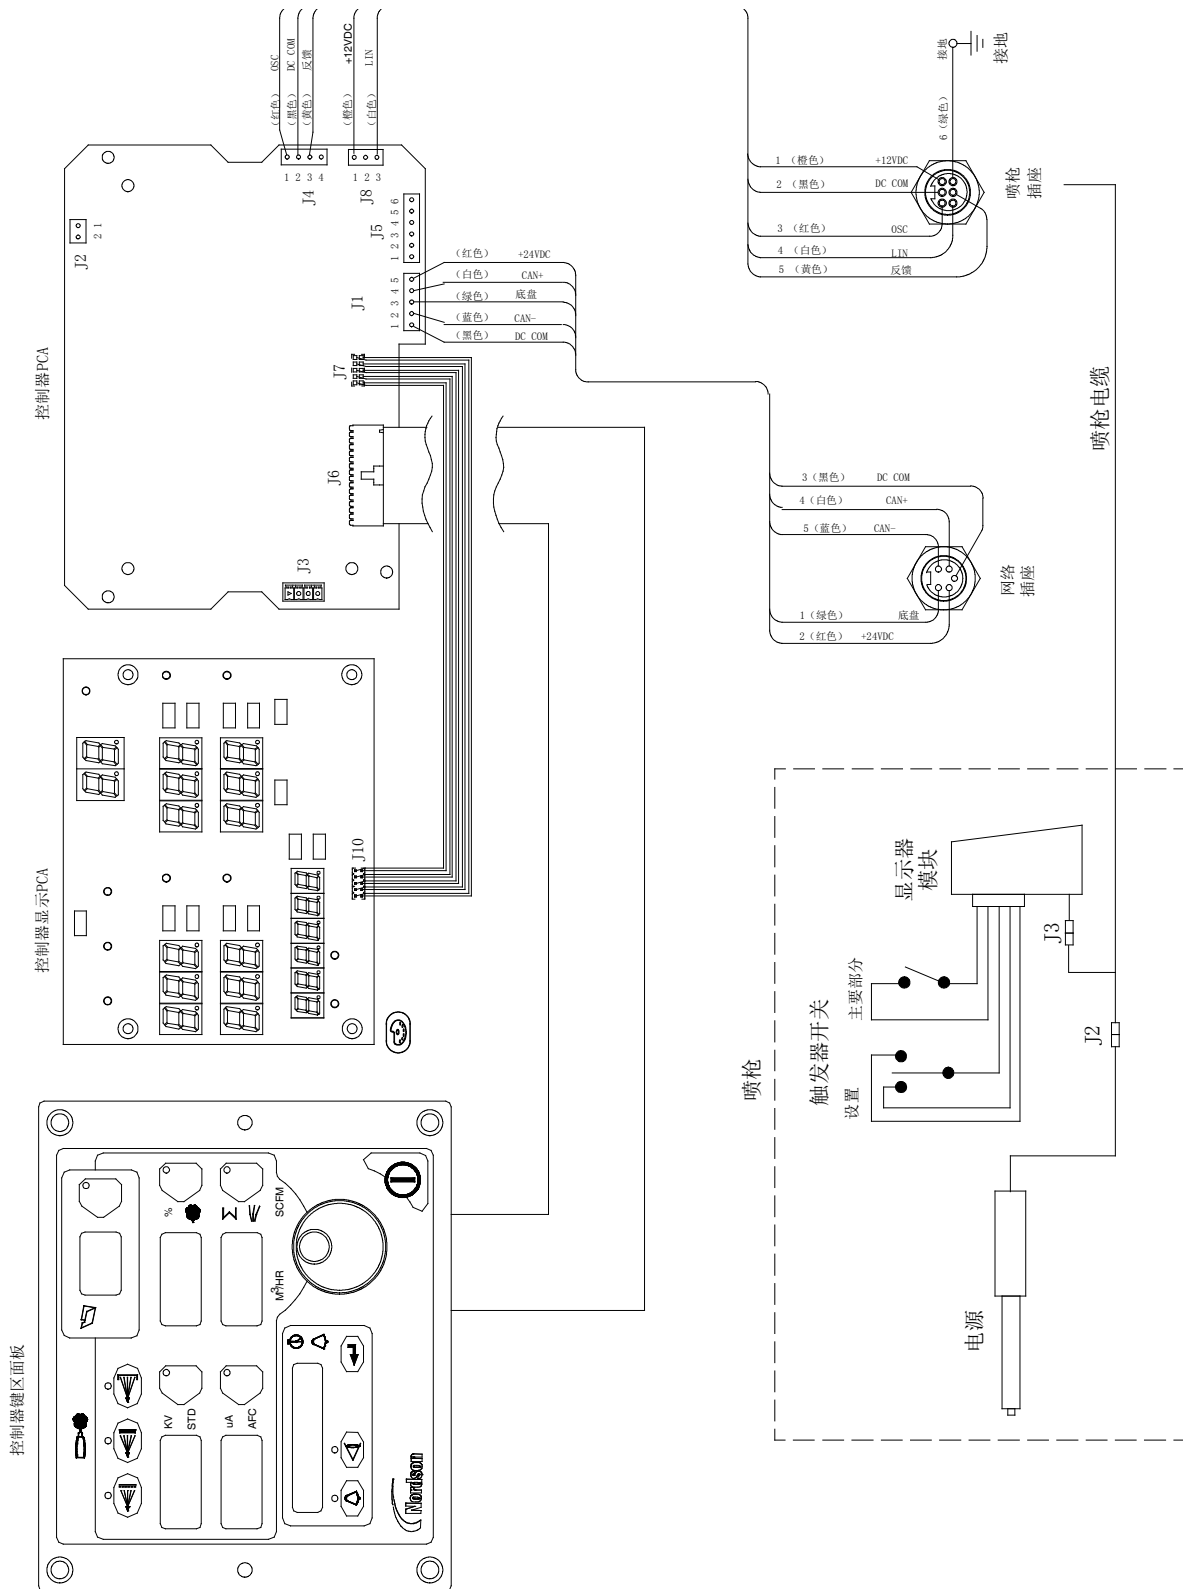 控制器PCA
J2
2 1
（红色） OSC
（黑色） DC COM
（黄色） 反馈
（橙色） +12VDC
（白色） LIN
1 2 3 4
J4
1 2 3
J8
J5
1 2 3 4 5 6
J1
1 2 3 4 5
（红色） +24VDC
（白色） CAN+
（绿色） 底盘
（蓝色） CAN-
（黑色） DC COM
J7
J6
J3
6（绿色）
接地
接地
1 （橙色） +12VDC
2 （黑色） DC COM
3 （红色） OSC
4 （白色） LIN
5 （黄色） 反馈
喷枪
插座
喷枪电缆
3（黑色） DC COM
4（白色） CAN+
5（蓝色） CAN-
1（绿色） 底盘
2（红色） +24VDC
网络
插座
控制器显示PCA
J10
控制器键区面板
%
SCFM
M³/HR
KV
STD
uA
AFC
Nordson
喷枪
触发器开关
主要部分
设置
显示器
模块
J3
J2
电源